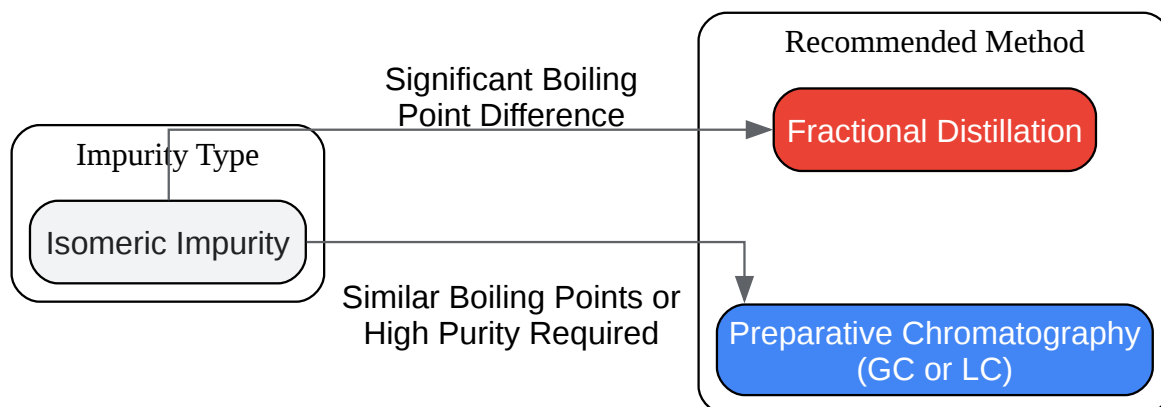 Recommended Method
Significant Boiling
Point Difference
Fractional Distillation
Impurity Type
Isomeric Impurity
Similar Boiling Points or
High Purity Required
Preparative Chromatography
(GC or LC)